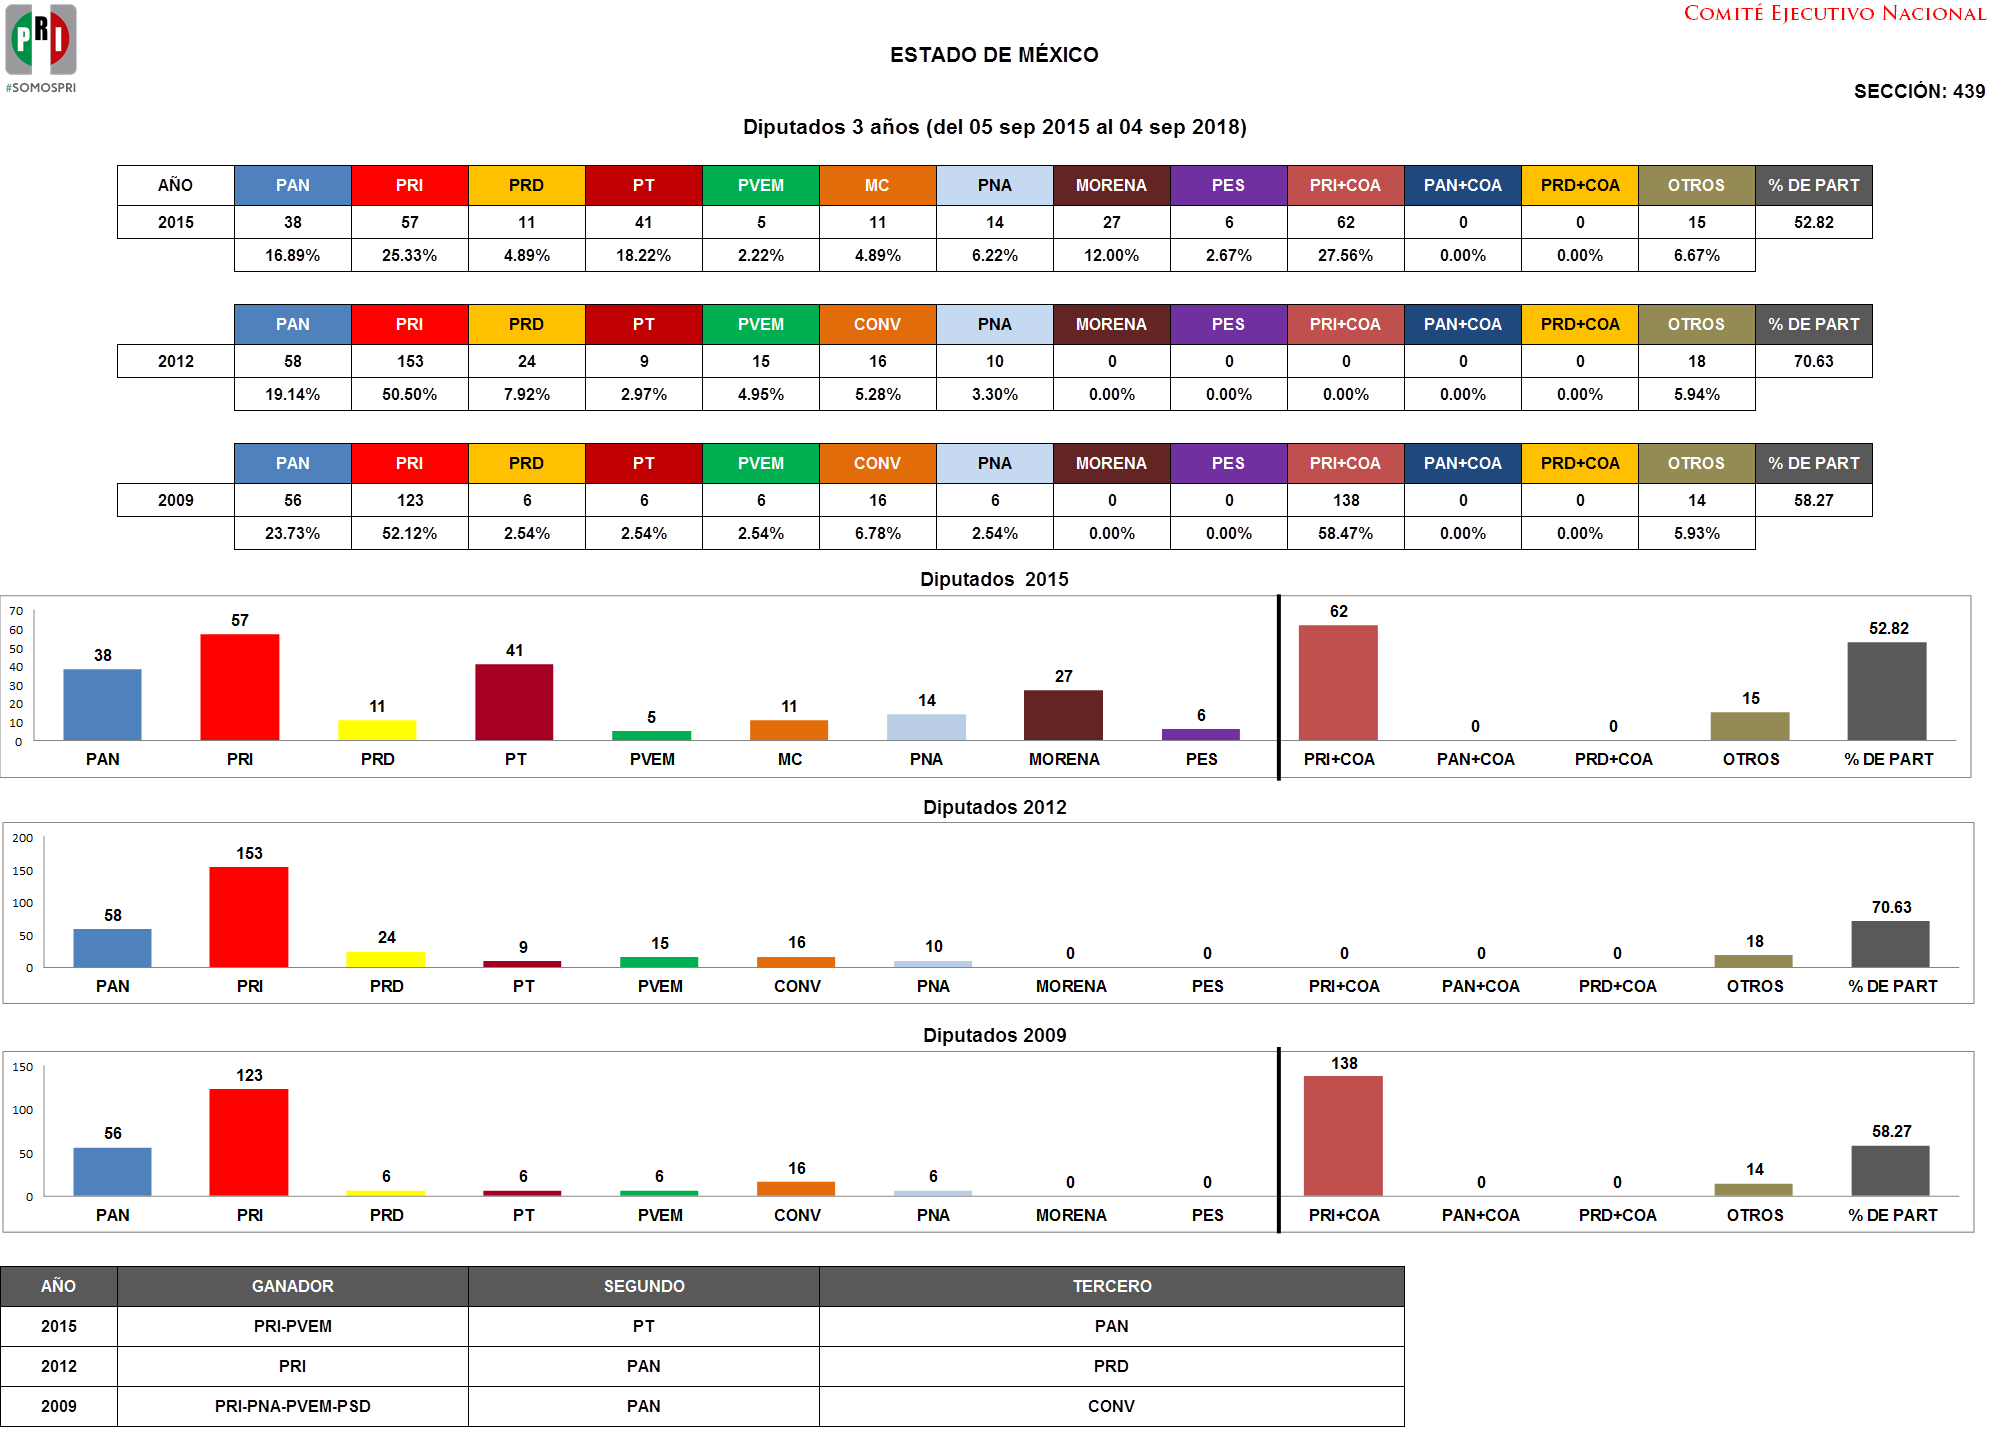 PRI
#SOMOSPRI
COMITÉ EJECUTIVO NACIONAL
ESTADO DE MÉXICO
SECCIÓN: 439
Diputados 3 años (del 05 sep 2015 al 04 sep 2018)
AÑO PAN PRI PRD PT PVEM MC PNA MORENA PES PRI+COA PAN+COA PRD+COA OTROS % DE PART
2015 38 57 11 41 5 11 14 27 6 62 0 0 15 52.82
16.89% 25.33% 4.89% 18.22% 2.22% 4.89% 6.22% 12.00% 2.67% 27.56% 0.00% 0.00% 6.67%
PAN PRI PRD PT PVEM CONV PNA MORENA PES PRI+COA PAN+COA PRD+COA OTROS % DE PART
2012 58 153 24 9 15 16 10 0 0 0 0 0 18 70.63
19.14% 50.50% 7.92% 2.97% 4.95% 5.28% 3.30% 0.00% 0.00% 0.00% 0.00% 0.00% 5.94%
PAN PRI PRD PT PVEM CONV PNA MORENA PES PRI+COA PAN+COA PRD+COA OTROS % DE PART
2009 56 123 6 6 6 16 6 0 0 138 0 0 14 58.27
23.73% 52.12% 2.54% 2.54% 2.54% 6.78% 2.54% 0.00% 0.00% 58.47% 0.00% 0.00% 5.93%
Diputados 2015
70
60
50
40
30
20
10
0
38 57 11 41 5 11 14 27 6 62 0 0 15 52.82
PAN PRI PRD PT PVEM MC PNA MORENA PES PRI+COA PAN+COA PRD+COA OTROS % DE PART
Diputados 2012
200
150
100
50
0
58 153 24 9 15 16 10 0 0 0 0 0 18 70.63
PAN PRI PRD PT PVEM CONV PNA MORENA PES PRI+COA PAN+COA PRD+COA OTROS % DE PART
Diputados 2009
150
100
50
0
56 123 6 6 6 16 6 0 0 138 0 0 14 58.27
PAN PRI PRD PT PVEM CONV PNA MORENA PES PRI+COA PAN+COA PRD+COA OTROS % DE PART
AÑO GANADOR SEGUNDO TERCERO
2015 PRI-PVEM PT PAN
2012 PRI PAN PRD
2009 PRI-PNA-PVEM-PSD PAN CONV